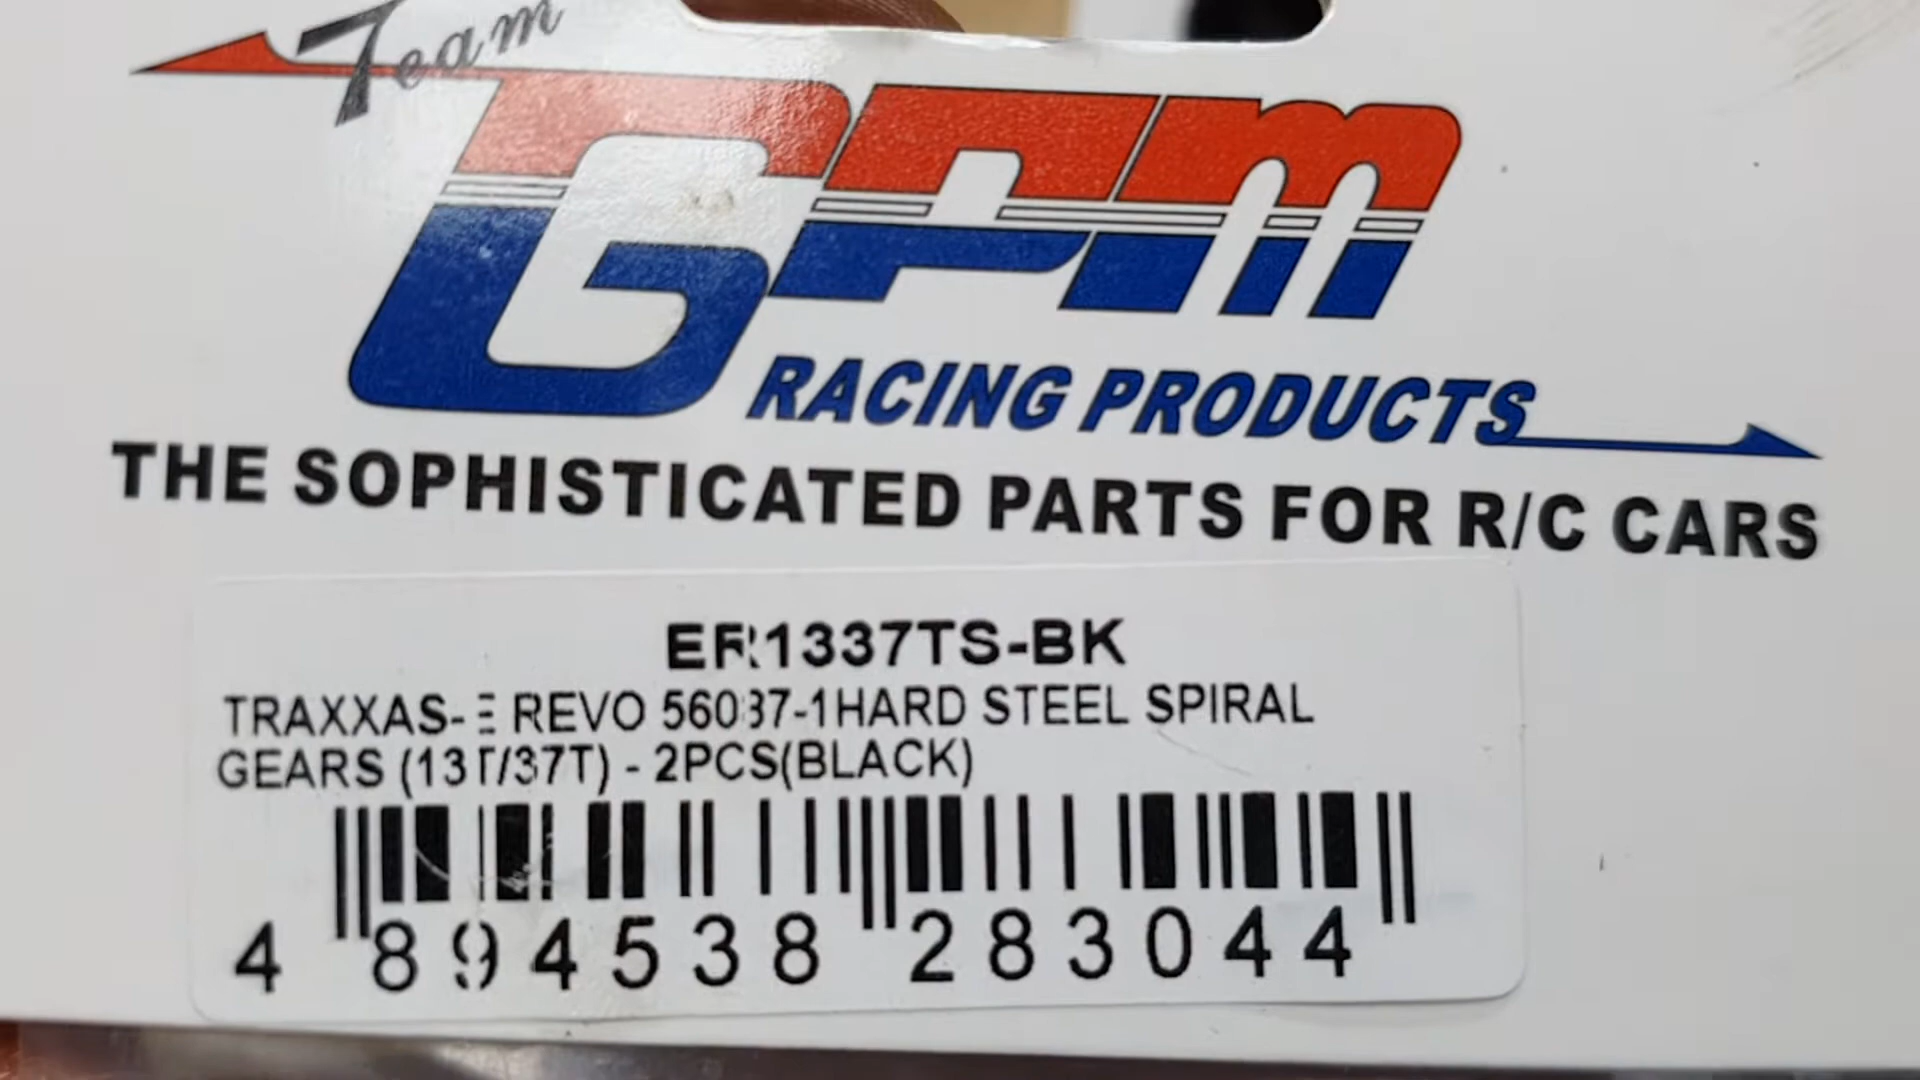 Team
GPM
RACING PRODUCTS
THE SOPHISTICATED PARTS FOR R/C CARS
ER1337TS-BK
TRAXXAS-E REVO 56087-1HARD STEEL SPIRAL
GEARS (13T/37T) - 2PCS(BLACK)
4 894538 283044